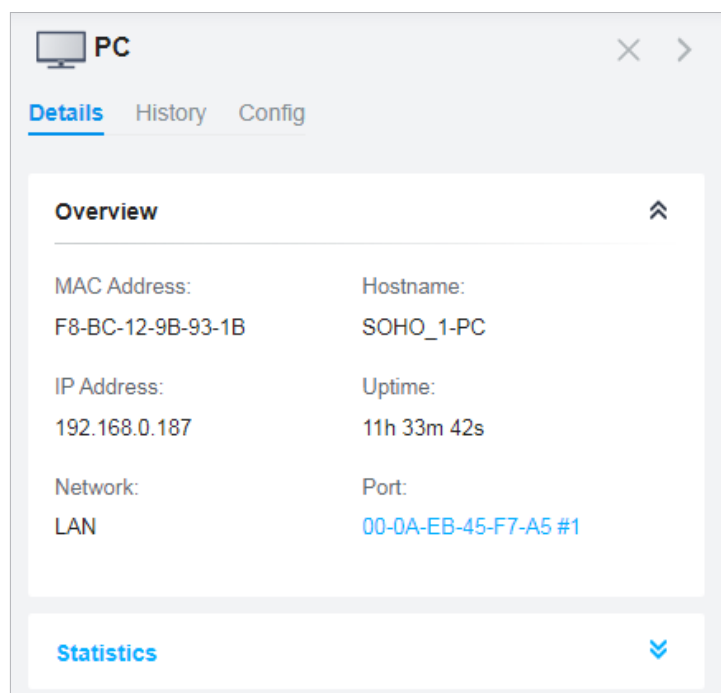 PC
Details History Config
Overview
MAC Address: Hostname:
F8-BC-12-9B-93-1B SOHO_1-PC
IP Address: Uptime:
192.168.0.187 11h 33m 42s
Network: Port:
LAN 00-0A-EB-45-F7-A5 #1
Statistics